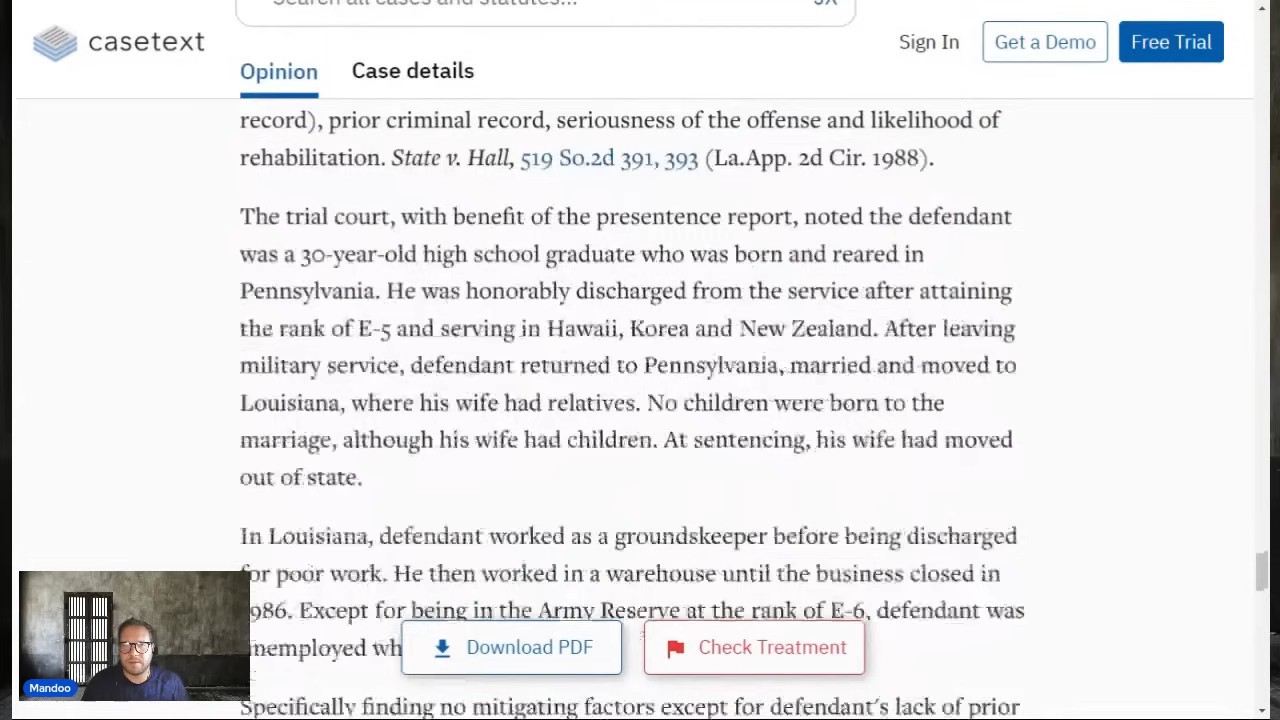 casetext
Sign In
Get a Demo
Free Trial
Opinion
Case details
record), prior criminal record, seriousness of the offense and likelihood of
rehabilitation. State v. Hall, 519 So.2d 391, 393 (La.App. 2d Cir. 1988).
The trial court, with benefit of the presentence report, noted the defendant
was a 30-year-old high school graduate who was born and reared in
Pennsylvania. He was honorably discharged from the service after attaining
the rank of E-5 and serving in Hawaii, Korea and New Zealand. After leaving
military service, defendant returned to Pennsylvania, married and moved to
Louisiana, where his wife had relatives. No children were born to the
marriage, although his wife had children. At sentencing, his wife had moved
out of state.
In Louisiana, defendant worked as a groundskeeper before being discharged
for poor work. He then worked in a warehouse until the business closed in
986. Except for being in the Army Reserve at the rank of E-6, defendant was
nemployed wh
Download PDF
Check Treatment
Mandoo
Specifically finding no mitigating factors except for defendant's lack of prior